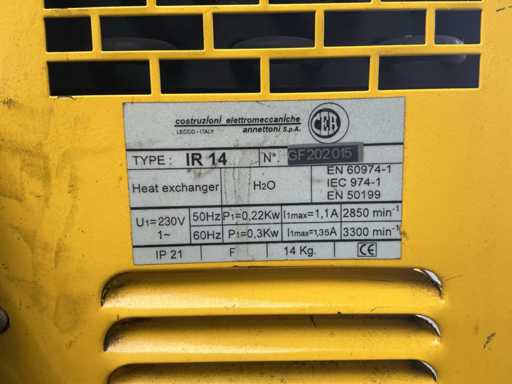 costruzioni elettromeccaniche
LECCO - ITALY annettoni S.p.A.
CEA
TYPE: IR 14 N°. GF202015
Heat exchanger H2O EN 60974-1
IEC 974-1
EN 50199
U1=230V 50Hz P1=0,22Kw I1max=1,1A 2850 min-1
1~ 60Hz P1=0,3Kw I1max=1,35A 3300 min-1
IP 21 F 14 Kg. CE